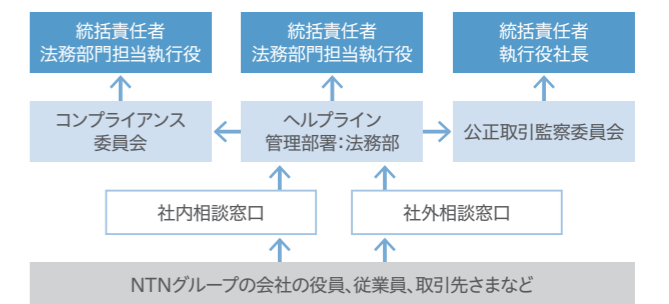 統括責任者
法務部門担当執行役
統括責任者
法務部門担当執行役
統括責任者
執行役社長
コンプライアンス
委員会
ヘルプライン
管理部署:法務部
公正取引監察委員会
社内相談窓口
社外相談窓口
NTNグループの会社の役員、従業員、取引先さまなど